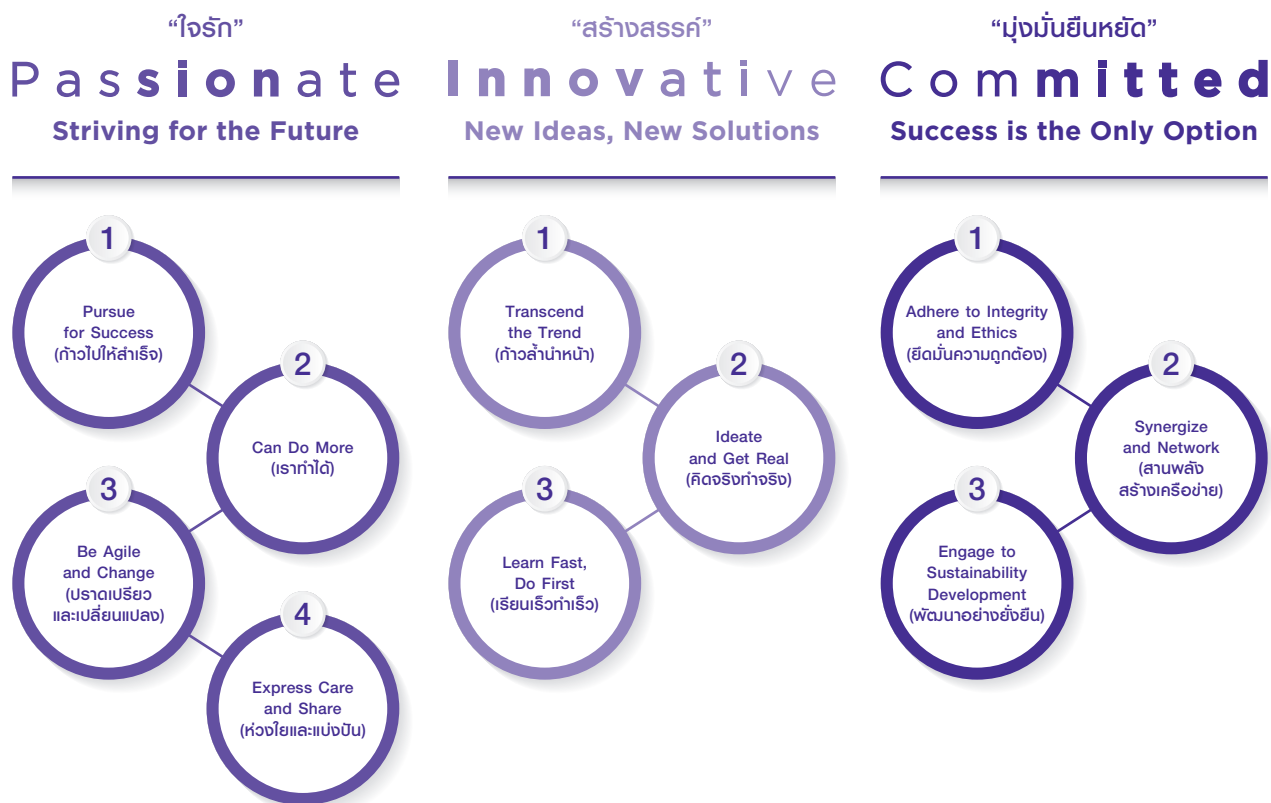 “ใจรัก”
Passionate
Striving for the Future
1
Pursue
for Success
(ก้าวไปให้สำเร็จ)
2
Can Do More
(เราทำได้)
3
Be Agile
and Change
(ปราดเปรียว
และเปลี่ยนแปลง)
4
Express Care
and Share
(ห่วงใยและแบ่งปัน)
“สร้างสรรค์”
Innovative
New Ideas, New Solutions
1
Transcend
the Trend
(ก้าวล้ำนำหน้า)
2
Ideate
and Get Real
(คิดจริงทำจริง)
3
Learn Fast,
Do First
(เรียนเร็วทำเร็ว)
“มุ่งมั่นยืนหยัด”
Committed
Success is the Only Option
1
Adhere to Integrity
and Ethics
(ยึดมั่นความถูกต้อง)
2
Synergize
and Network
(สานพลัง
สร้างเครือข่าย)
3
Engage to
Sustainability
Development
(พัฒนาอย่างยั่งยืน)